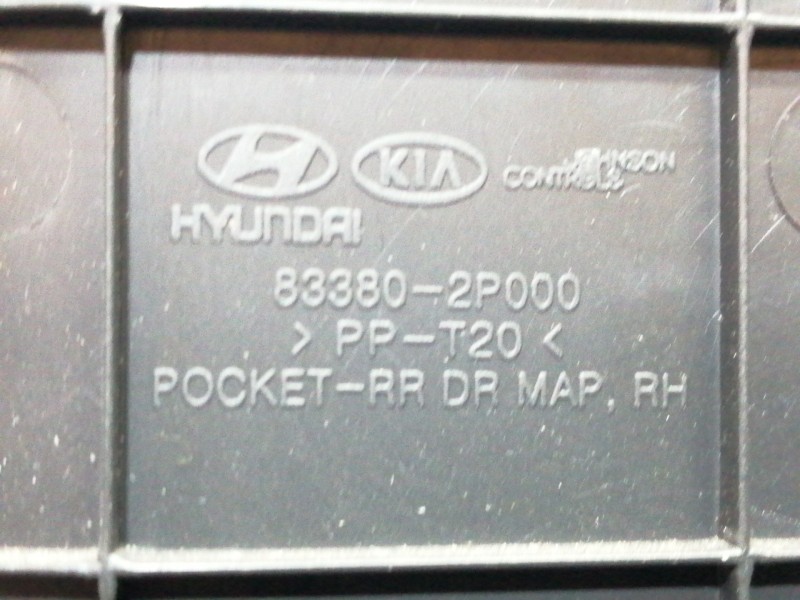 HYUNDAI
KIA
JOHNSON
CONTROLS
83380-2P000
> PP-T20 <
POCKET-RR DR MAP, RH